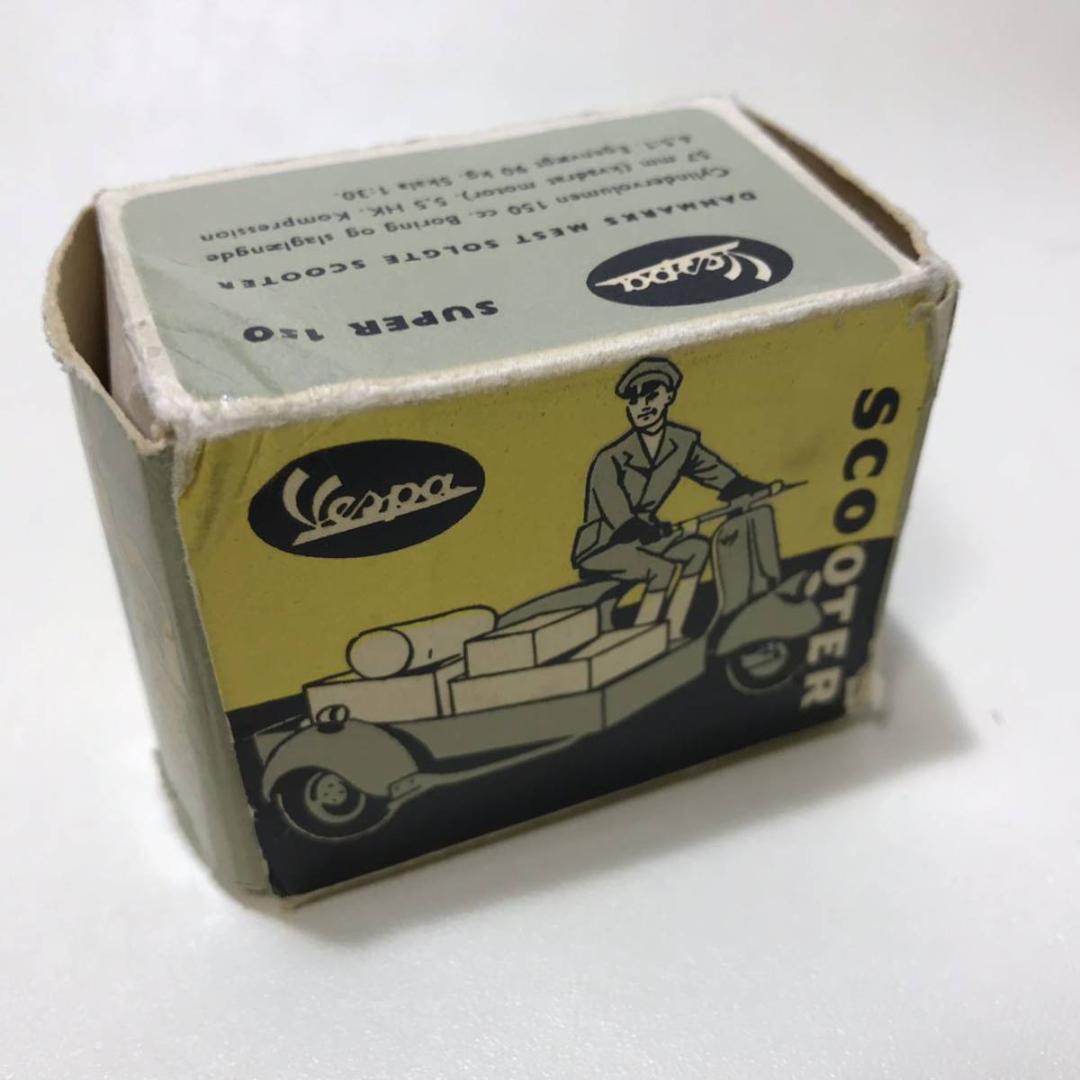 Vespa
SUPER 150
DANMARKS MEST SOLGTE SCOOTER
Cylindervolumen 150 cc. Boring og slaglængde
57 mm (kvadrat motor). 5,5 HK. Kompression
6,5:1. Egenvægt 90 kg. Skala 1:30.
Vespa
SCOOTER